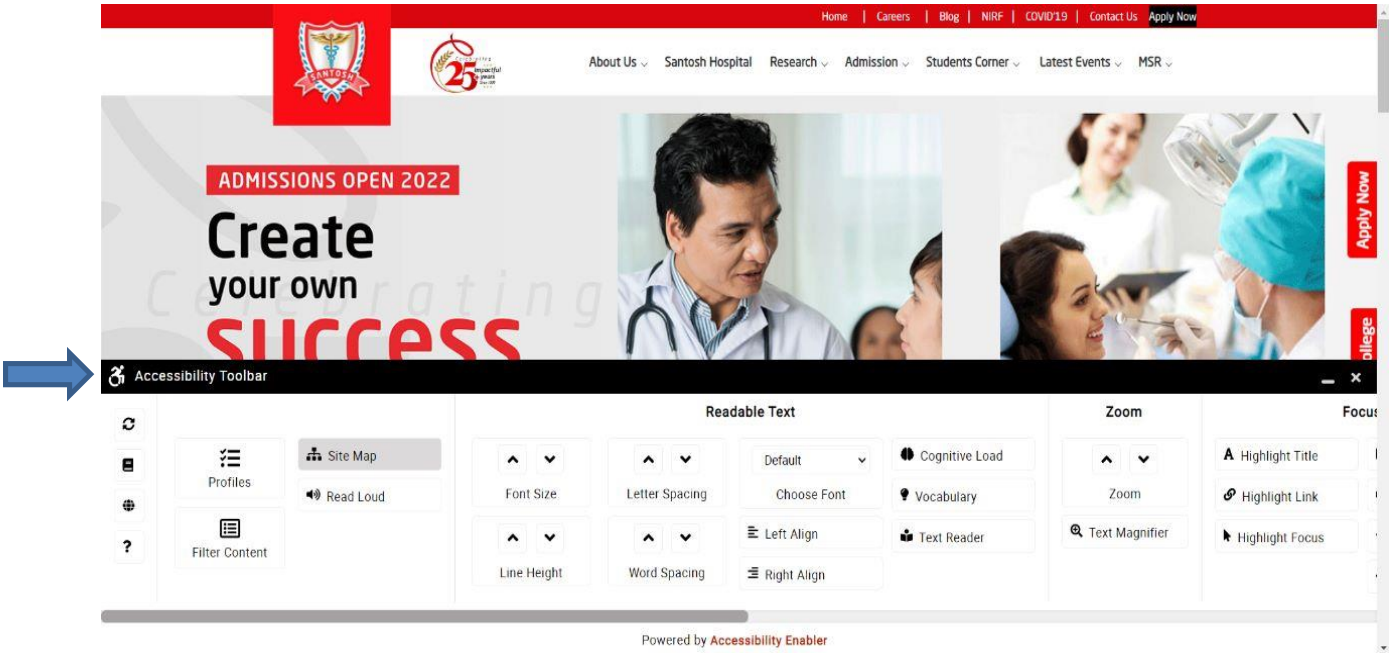 Home | Careers | Blog | NIRF | COVID'19 | Contact Us Apply Now
SANTOSH
25 Impactful years
About Us Santosh Hospital Research Admission Students Corner Latest Events MSR
ADMISSIONS OPEN 2022
Create
your own
success
Celebrating
Apply Now
ollege
Accessibility Toolbar
Readable Text Zoom Focus
Profiles
Filter Content
Site Map
Read Loud
Font Size
Letter Spacing
Default
Choose Font
Cognitive Load
Vocabulary
Text Reader
Line Height
Word Spacing
Left Align
Right Align
Zoom
Text Magnifier
A Highlight Title
Highlight Link
Highlight Focus
?
Powered by Accessibility Enabler